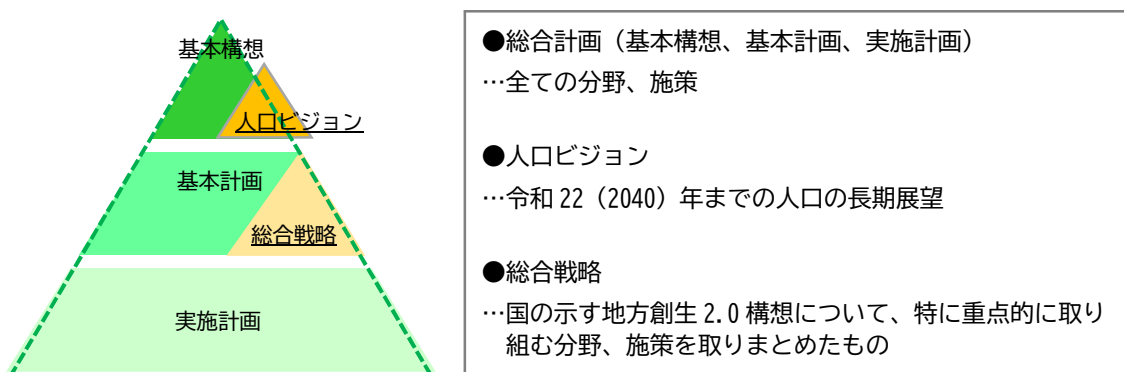 基本構想
人口ビジョン
基本計画
総合戦略
実施計画
●総合計画（基本構想、基本計画、実施計画）
…全ての分野、施策
●人口ビジョン
…令和 22（2040）年までの人口の長期展望
●総合戦略
…国の示す地方創生 2.0 構想について、特に重点的に取り
組む分野、施策を取りまとめたもの